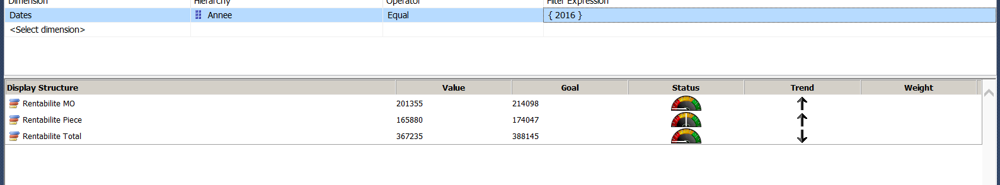 Dimension Hierarchy Operator Filter Expression
Dates Annee Equal { 2016 }
<Select dimension>
Display Structure Value Goal Status Trend Weight
Rentabilite MO 201355 214098
Rentabilite Piece 165880 174047
Rentabilite Total 367235 388145